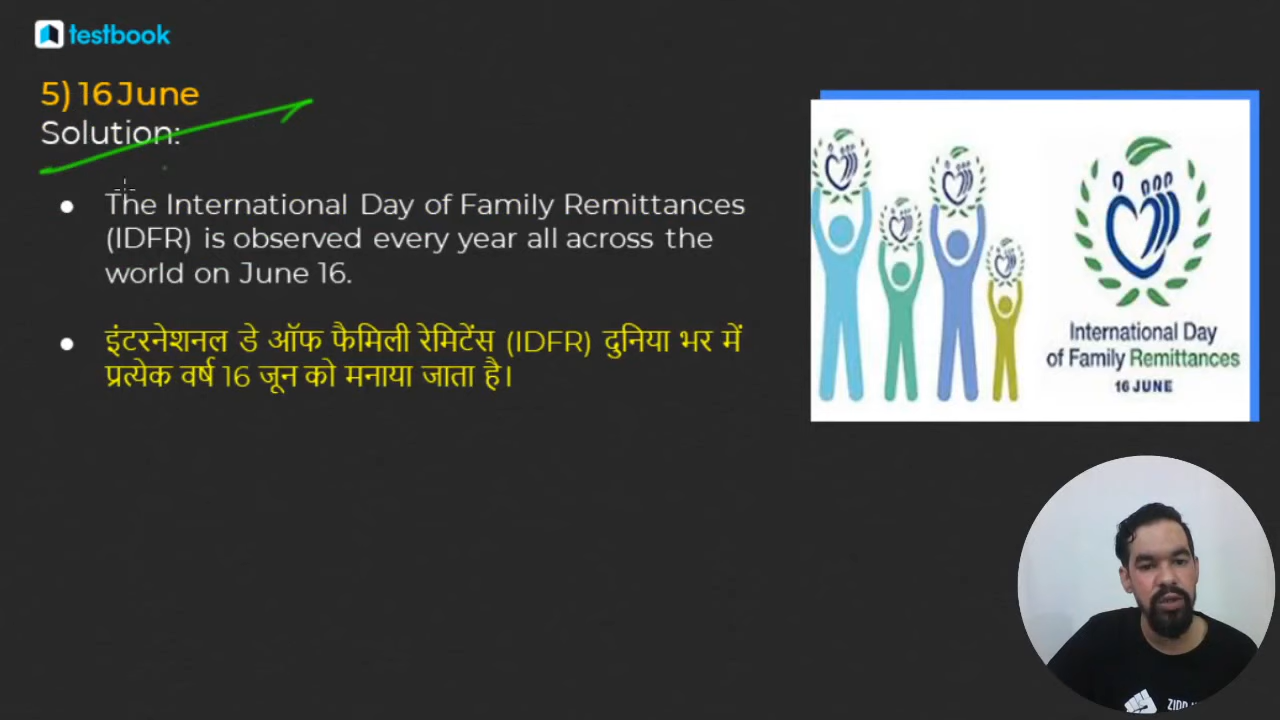 testbook
5) 16 June
Solution:
● The International Day of Family Remittances
(IDFR) is observed every year all across the
world on June 16.
● इंटरनेशनल डे ऑफ फैमिली रेमिटेंस (IDFR) दुनिया भर में
प्रत्येक वर्ष 16 जून को मनाया जाता है।
International Day
of Family Remittances
16 JUNE